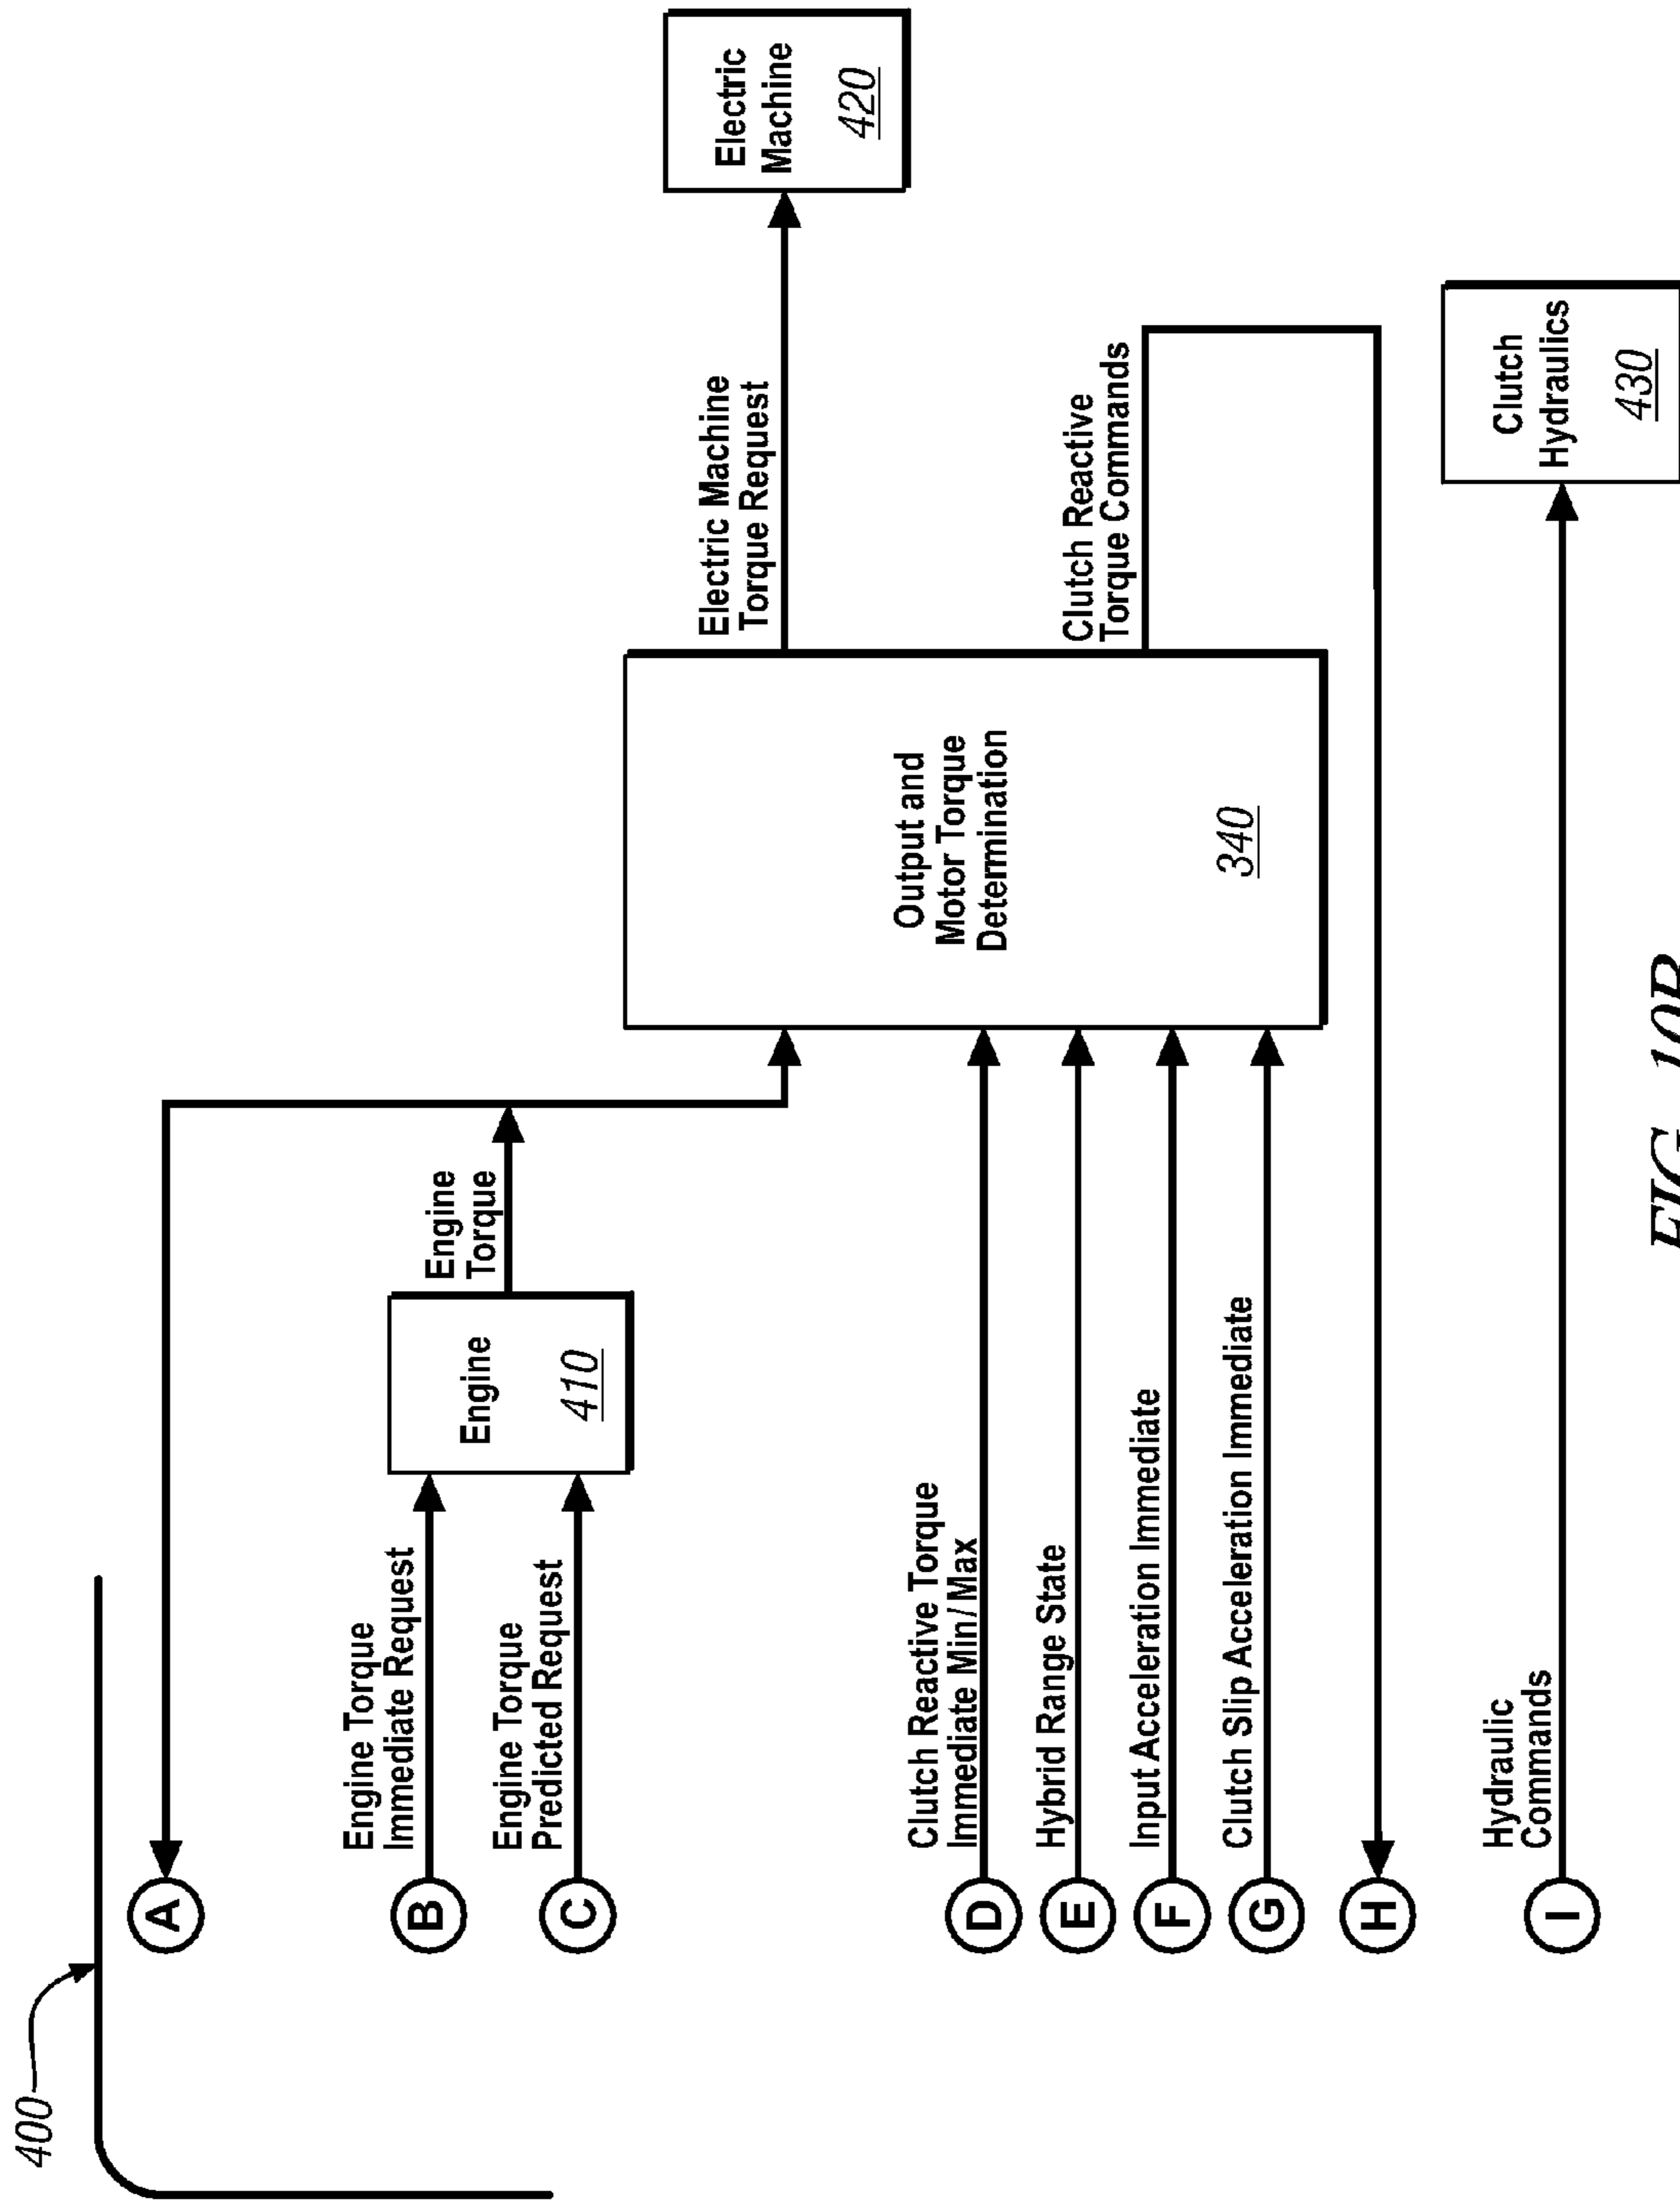 400
A
Engine Torque
Immediate Request
B
Engine Torque
Predicted Request
C
Engine
410
Engine
Torque
Clutch Reactive Torque
Immediate Min/Max
D
Hybrid Range State
E
Input Acceleration Immediate
F
Clutch Slip Acceleration Immediate
G
H
Output and
Motor Torque
Determination
340
Electric Machine
Torque Request
Electric
Machine
420
Clutch Reactive
Torque Commands
Hydraulic
Commands
I
Clutch
Hydraulics
430
FIG. 10B